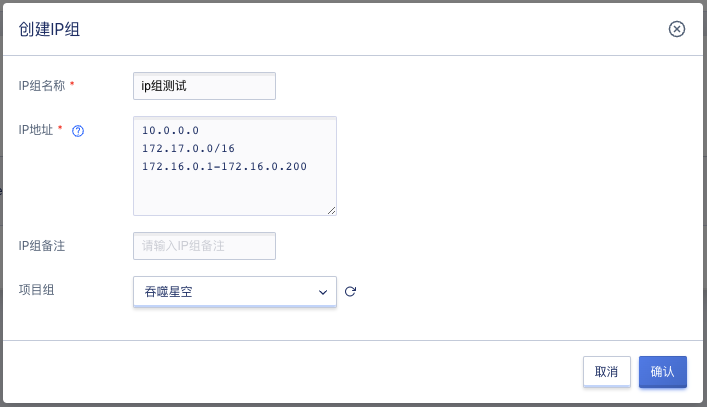 创建IP组
IP组名称 *
ip组测试
IP地址 *
10.0.0.0
172.17.0.0/16
172.16.0.1-172.16.0.200
IP组备注
请输入IP组备注
项目组
吞噬星空
取消
确认